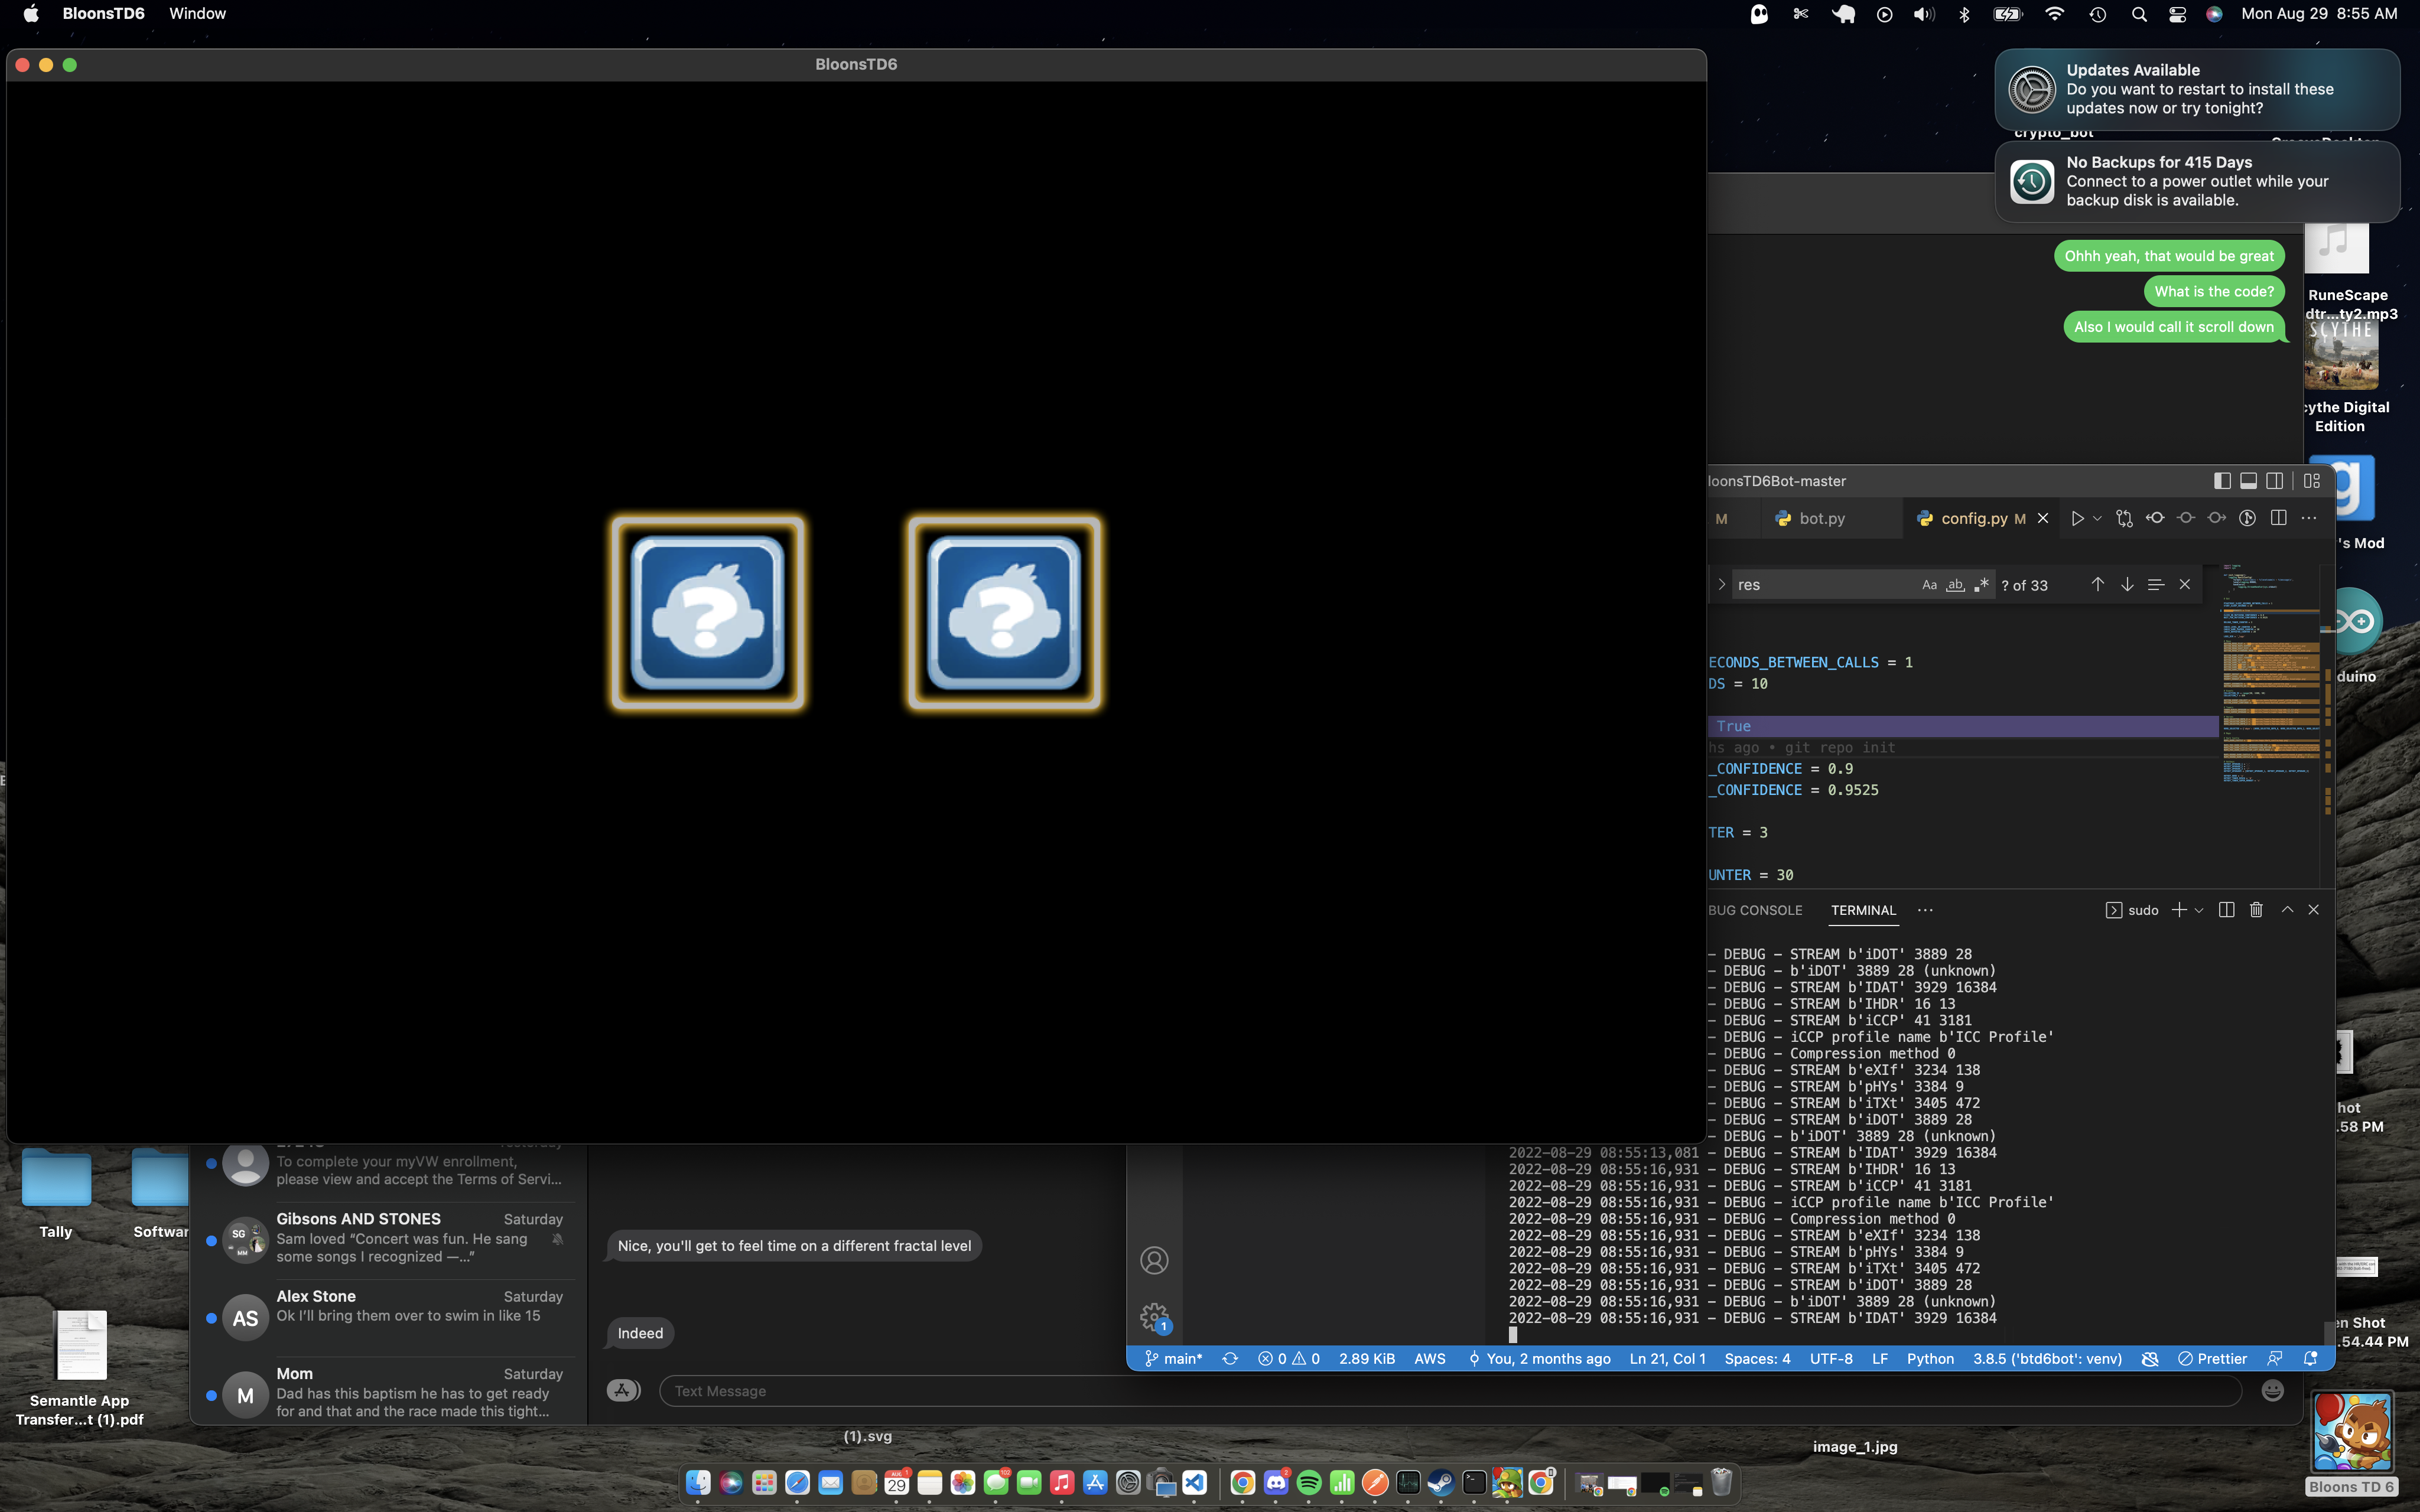 BloonsTD6 Window
Mon Aug 29 8:55 AM
BloonsTD6
Updates Available
Do you want to restart to install these
updates now or try tonight?
crypto_bot
No Backups for 415 Days
Connect to a power outlet while your
backup disk is available.
Ohhh yeah, that would be great
What is the code?
Also I would call it scroll down
RuneScape
dtr...ty2.mp3
SCYTHE
cythe Digital
Edition
's Mod
duino
hot
.58 PM
en Shot
.54.44 PM
Bloons TD 6
loonsTD6Bot-master
M
bot.py
config.py M
res
Aa ab
? of 33
ECONDS_BETWEEN_CALLS = 1
DS = 10
True
hs ago • git repo init
_CONFIDENCE = 0.9
_CONFIDENCE = 0.9525
TER = 3
UNTER = 30
BUG CONSOLE TERMINAL ...
sudo
- DEBUG - STREAM b'iDOT' 3889 28
- DEBUG - b'iDOT' 3889 28 (unknown)
- DEBUG - STREAM b'IDAT' 3929 16384
- DEBUG - STREAM b'IHDR' 16 13
- DEBUG - STREAM b'iCCP' 41 3181
- DEBUG - iCCP profile name b'ICC Profile'
- DEBUG - Compression method 0
- DEBUG - STREAM b'eXIf' 3234 138
- DEBUG - STREAM b'pHYs' 3384 9
- DEBUG - STREAM b'iTXt' 3405 472
- DEBUG - STREAM b'iDOT' 3889 28
- DEBUG - b'iDOT' 3889 28 (unknown)
2022-08-29 08:55:13,081 - DEBUG - STREAM b'IDAT' 3929 16384
2022-08-29 08:55:16,931 - DEBUG - STREAM b'IHDR' 16 13
2022-08-29 08:55:16,931 - DEBUG - STREAM b'iCCP' 41 3181
2022-08-29 08:55:16,931 - DEBUG - iCCP profile name b'ICC Profile'
2022-08-29 08:55:16,931 - DEBUG - Compression method 0
2022-08-29 08:55:16,931 - DEBUG - STREAM b'eXIf' 3234 138
2022-08-29 08:55:16,931 - DEBUG - STREAM b'pHYs' 3384 9
2022-08-29 08:55:16,931 - DEBUG - STREAM b'iTXt' 3405 472
2022-08-29 08:55:16,931 - DEBUG - STREAM b'iDOT' 3889 28
2022-08-29 08:55:16,931 - DEBUG - b'iDOT' 3889 28 (unknown)
2022-08-29 08:55:16,931 - DEBUG - STREAM b'IDAT' 3929 16384
1
main* 0 0 2.89 KiB AWS You, 2 months ago Ln 21, Col 1 Spaces: 4 UTF-8 LF Python 3.8.5 ('btd6bot': venv) Prettier
To complete your myVW enrollment,
please view and accept the Terms of Servi...
SG
MM
Gibsons AND STONES Saturday
Sam loved “Concert was fun. He sang
some songs I recognized —...”
AS
Alex Stone Saturday
Ok I'll bring them over to swim in like 15
M
Mom Saturday
Dad has this baptism he has to get ready
for and that and the race made this tight...
Nice, you'll get to feel time on a different fractal level
Indeed
Text Message
Tally
Softwar
Semantle App
Transfer...t (1).pdf
(1).svg
image_1.jpg
AUG
29